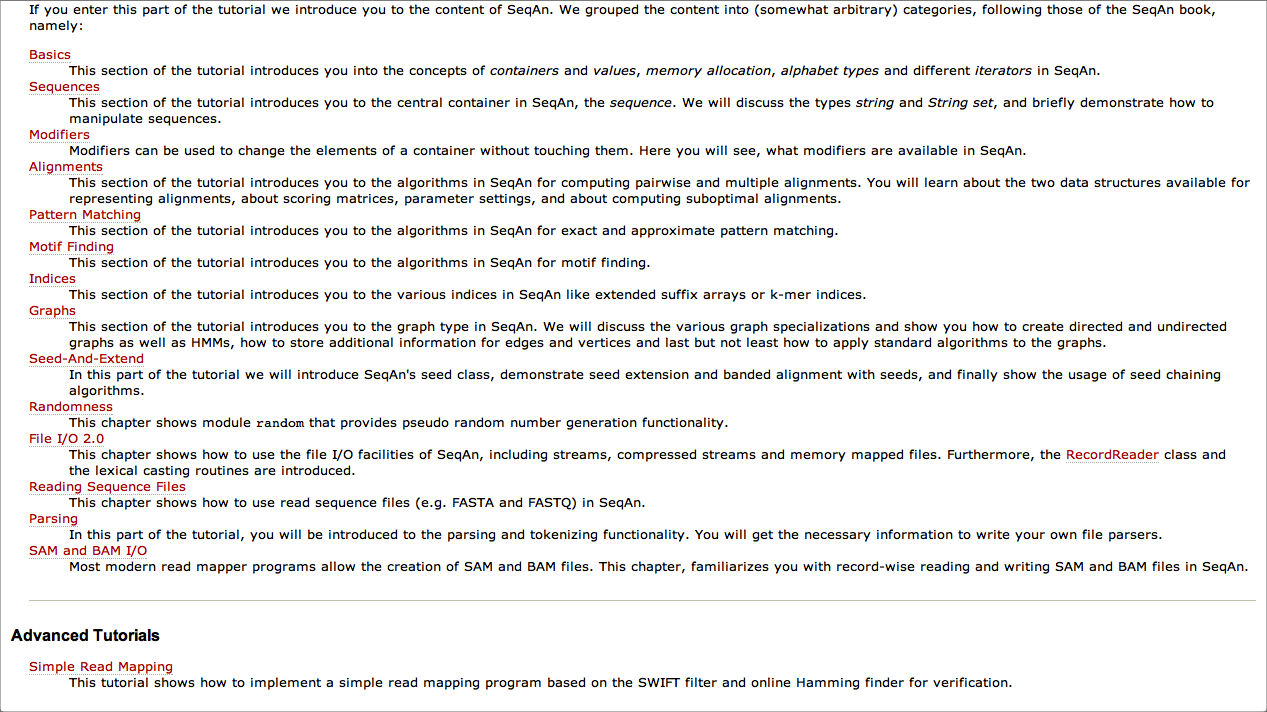 If you enter this part of the tutorial we introduce you to the content of SeqAn. We grouped the content into (somewhat arbitrary) categories, following those of the SeqAn book,
namely:
Basics
This section of the tutorial introduces you into the concepts of containers and values, memory allocation, alphabet types and different iterators in SeqAn.
Sequences
This section of the tutorial introduces you to the central container in SeqAn, the sequence. We will discuss the types string and String set, and briefly demonstrate how to
manipulate sequences.
Modifiers
Modifiers can be used to change the elements of a container without touching them. Here you will see, what modifiers are available in SeqAn.
Alignments
This section of the tutorial introduces you to the algorithms in SeqAn for computing pairwise and multiple alignments. You will learn about the two data structures available for
representing alignments, about scoring matrices, parameter settings, and about computing suboptimal alignments.
Pattern Matching
This section of the tutorial introduces you to the algorithms in SeqAn for exact and approximate pattern matching.
Motif Finding
This section of the tutorial introduces you to the algorithms in SeqAn for motif finding.
Indices
This section of the tutorial introduces you to the various indices in SeqAn like extended suffix arrays or k-mer indices.
Graphs
This section of the tutorial introduces you to the graph type in SeqAn. We will discuss the various graph specializations and show you how to create directed and undirected
graphs as well as HMMs, how to store additional information for edges and vertices and last but not least how to apply standard algorithms to the graphs.
Seed-And-Extend
In this part of the tutorial we will introduce SeqAn's seed class, demonstrate seed extension and banded alignment with seeds, and finally show the usage of seed chaining
algorithms.
Randomness
This chapter shows module random that provides pseudo random number generation functionality.
File I/O 2.0
This chapter shows how to use the file I/O facilities of SeqAn, including streams, compressed streams and memory mapped files. Furthermore, the RecordReader class and
the lexical casting routines are introduced.
Reading Sequence Files
This chapter shows how to use read sequence files (e.g. FASTA and FASTQ) in SeqAn.
Parsing
In this part of the tutorial, you will be introduced to the parsing and tokenizing functionality. You will get the necessary information to write your own file parsers.
SAM and BAM I/O
Most modern read mapper programs allow the creation of SAM and BAM files. This chapter, familiarizes you with record-wise reading and writing SAM and BAM files in SeqAn.
Advanced Tutorials
Simple Read Mapping
This tutorial shows how to implement a simple read mapping program based on the SWIFT filter and online Hamming finder for verification.